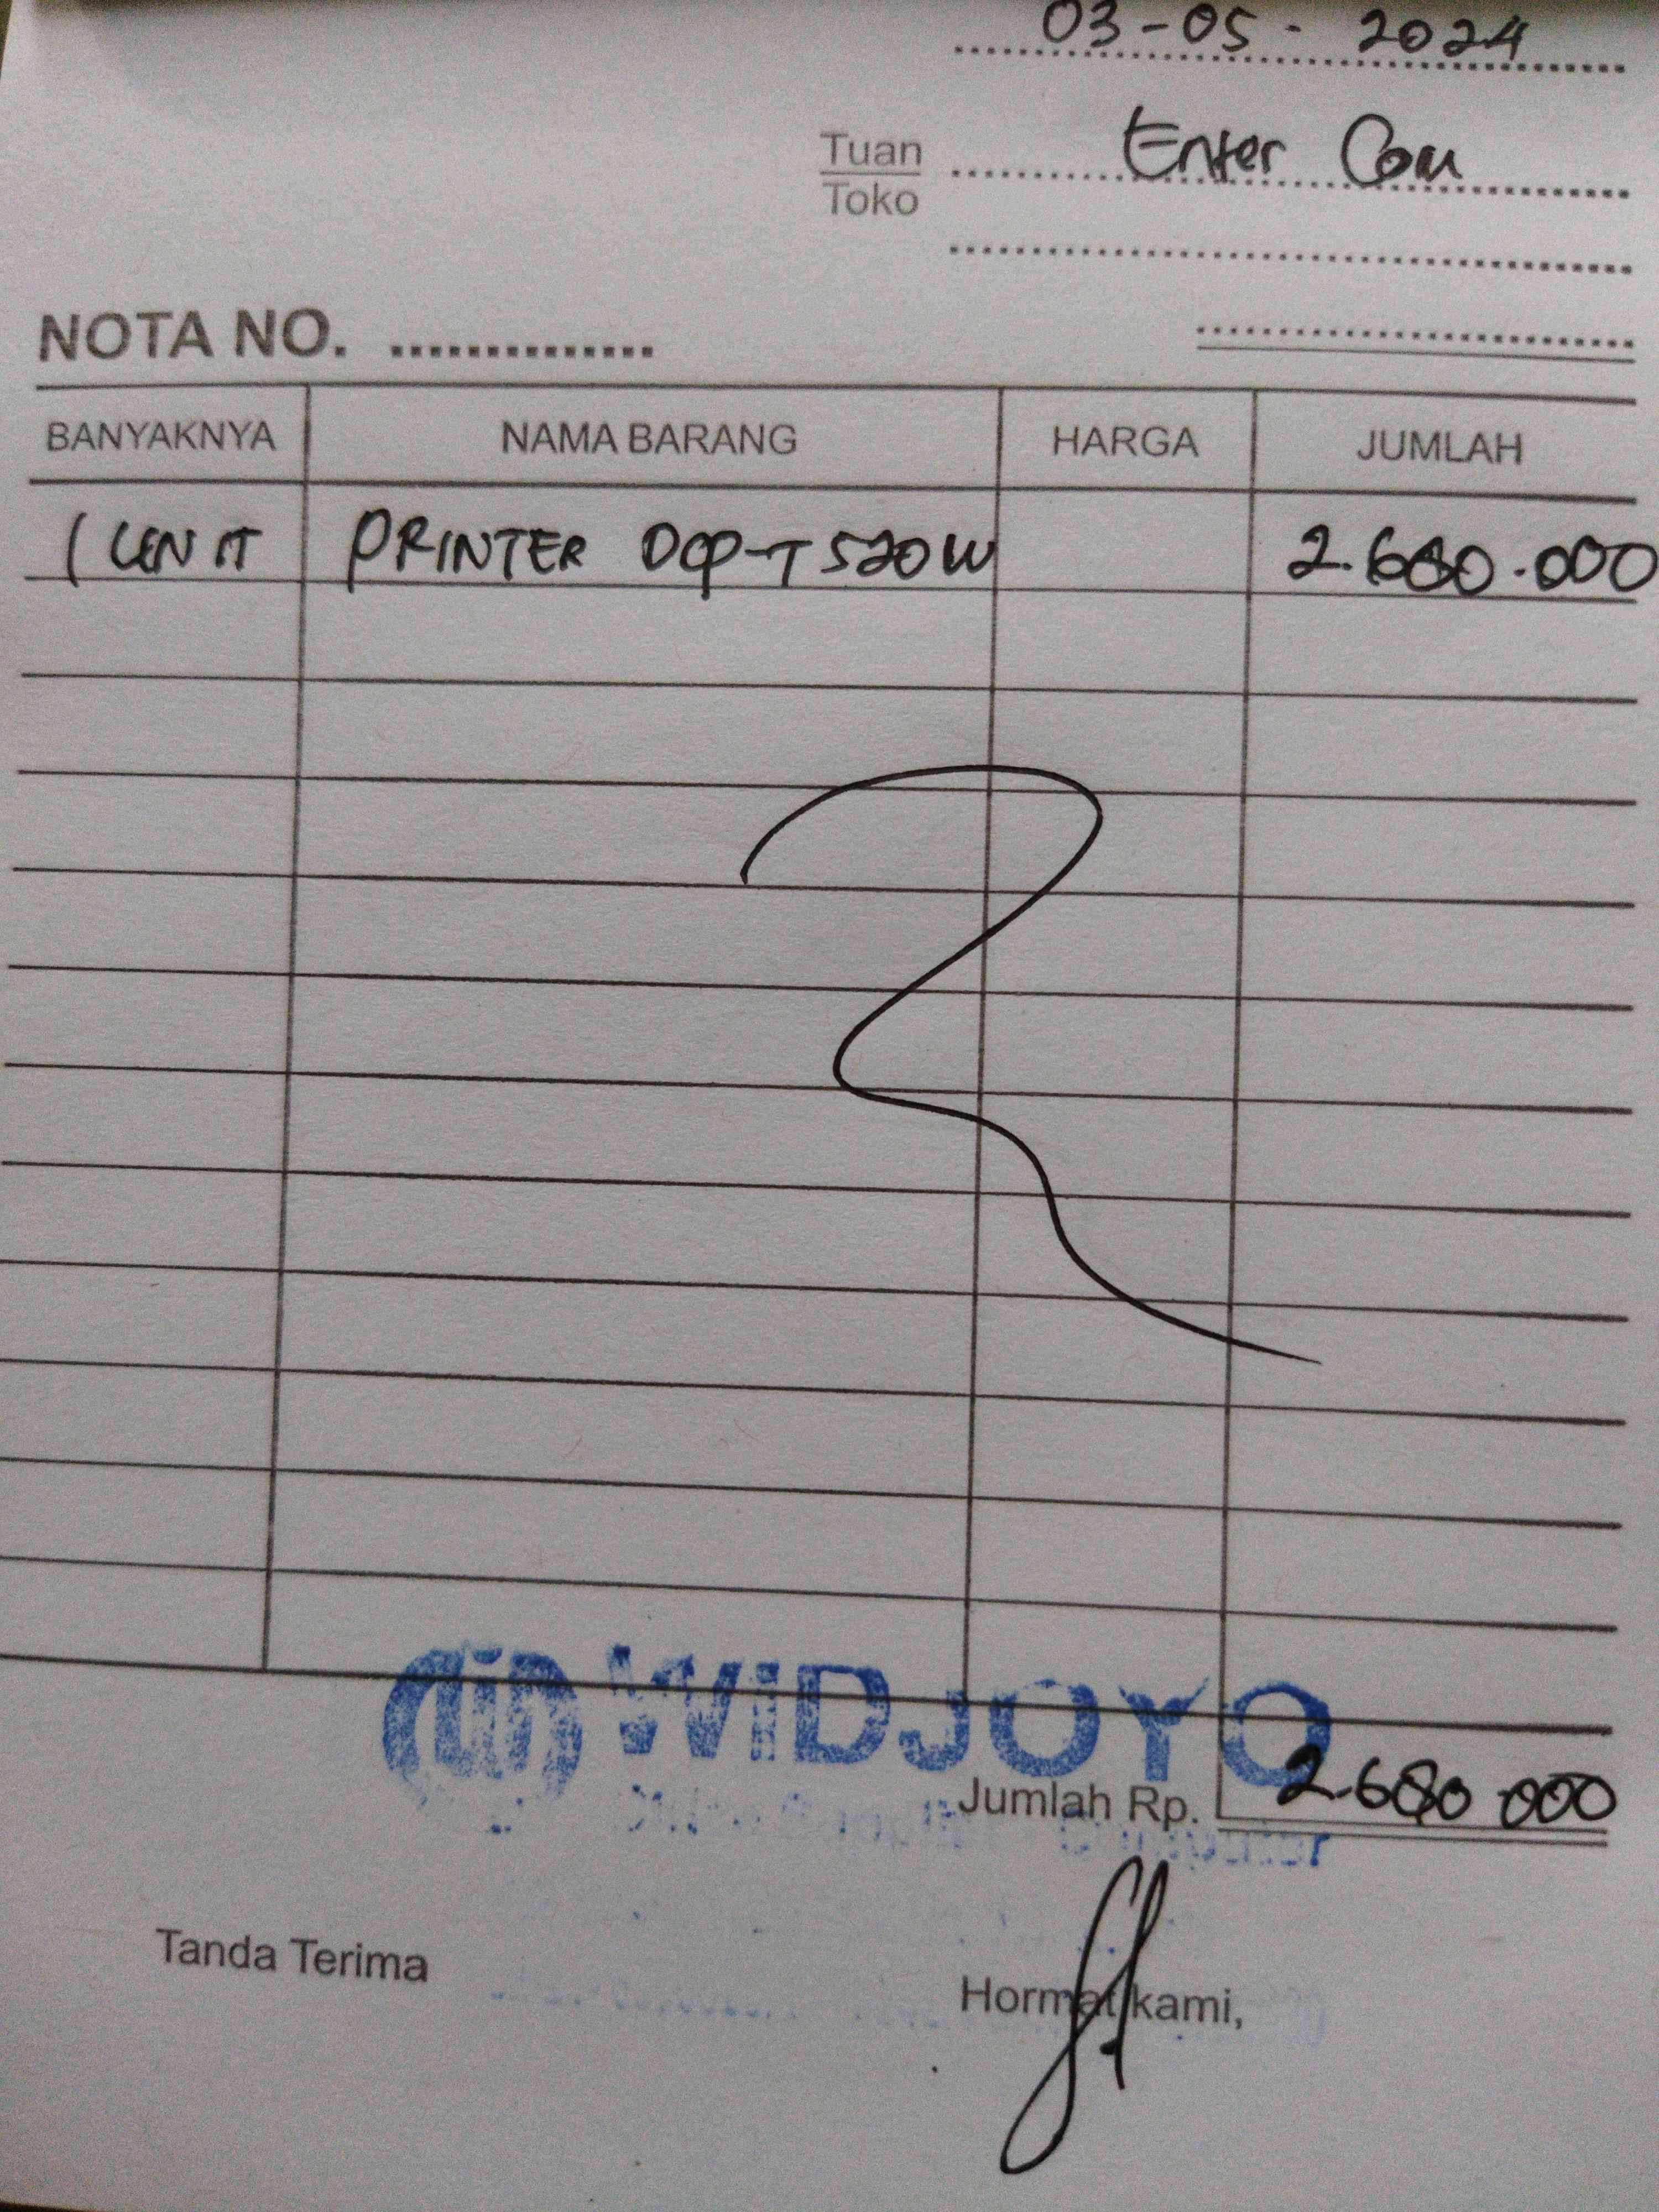 03-05-2024
Tuan Enter Com
Toko
NOTA NO. ..............
BANYAKNYA NAMA BARANG HARGA JUMLAH
1 UNIT PRINTER DCP-T520W 2.680.000
WiDJOYO
Jumlah Rp. 2.680 000
Tanda Terima Hormat kami,